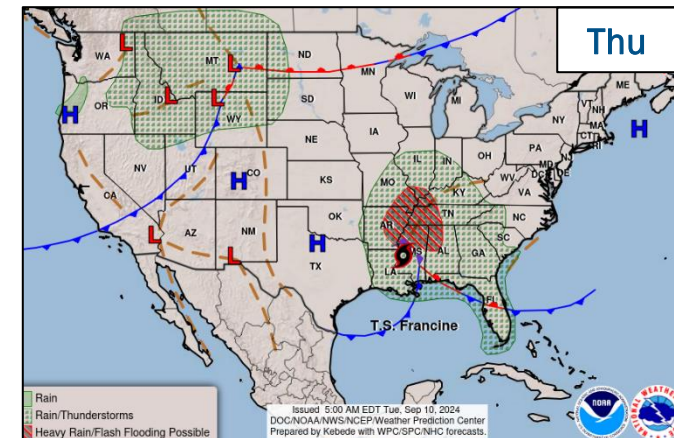 Thu
L
WA
MT
L
ND
MN
ME
OR
ID
L
L
SD
WI
MI
VT
NH
NY
MA
CT
RI
H
H
WY
IA
PA
NJ
NE
IL
IN
OH
MD
DE
DC
WV
VA
NV
UT
H
CO
KS
MO
KY
CA
NC
TN
OK
AR
SC
L
AZ
NM
H
L
TX
MS
AL
GA
LA
FL
T.S. Francine
Rain
Rain/Thunderstorms
Heavy Rain/Flash Flooding Possible
Issued 5:00 AM EDT Tue, Sep 10, 2024
DOC/NOAA/NWS/NCEP/Weather Prediction Center
Prepared by Kebede with WPC/SPC/NHC forecasts.
NOAA